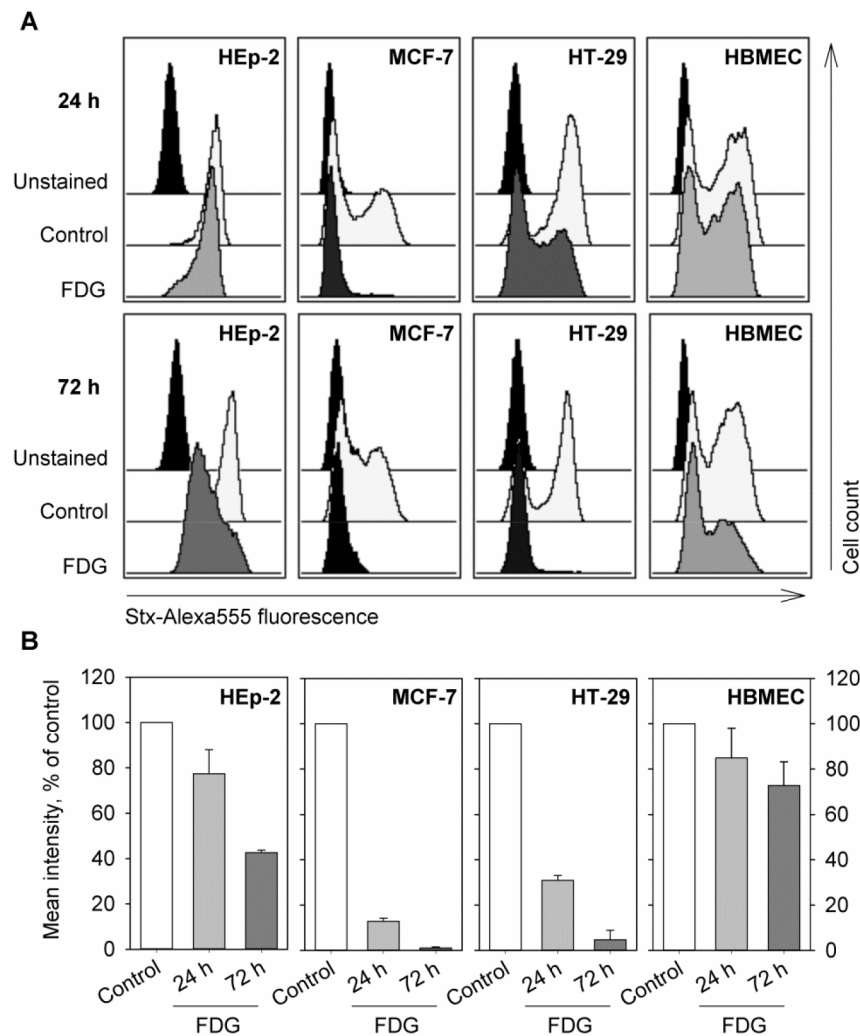 A
HEp-2 MCF-7 HT-29 HBMEC
24 h
Unstained
Control
FDG
HEp-2 MCF-7 HT-29 HBMEC
72 h
Unstained
Control
FDG
Cell count
Stx-Alexa555 fluorescence
B
Mean intensity, % of control
120 HEp-2 MCF-7 HT-29 HBMEC 120
100 100
80 80
60 60
40 40
20 20
0 0
Control 24 h 72 h Control 24 h 72 h Control 24 h 72 h Control 24 h 72 h
FDG FDG FDG FDG